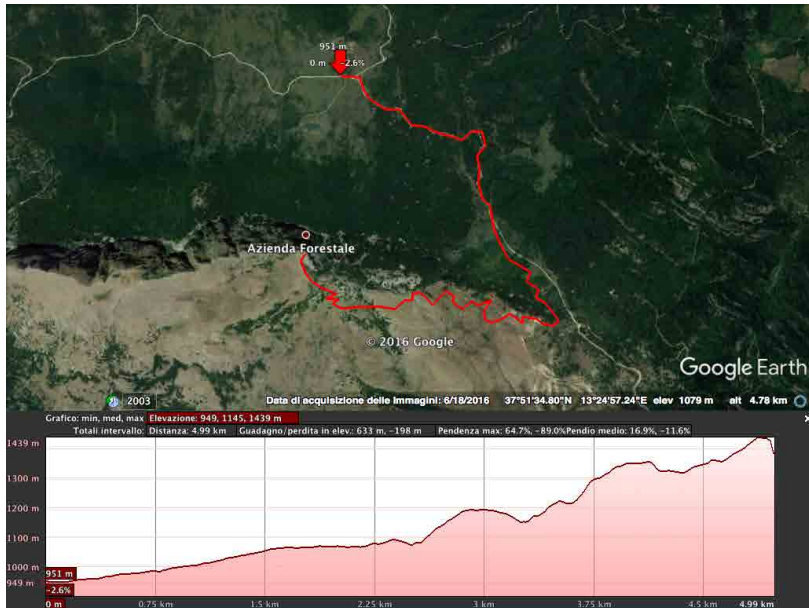 951 m
0 m -2.6%
Azienda Forestale
© 2016 Google
Google Earth
2003
Data di acquisizione delle immagini: 6/18/2016 37°51'34.80"N 13°24'57.24"E elev 1079 m alt 4.78 km
Grafico: min, med, max Elevazione: 949, 1145, 1439 m
Totali intervallo: Distanza: 4.99 km Guadagno/perdita in elev.: 633 m, -198 m Pendenza max: 64.7%, -89.0% Pendio medio: 16.9%, -11.6%
1439 m
1300 m
1200 m
1100 m
1000 m
951 m
949 m
-2.6%
0 m 0.75 km 1.5 km 2.25 km 3 km 3.75 km 4.5 km 4.99 km